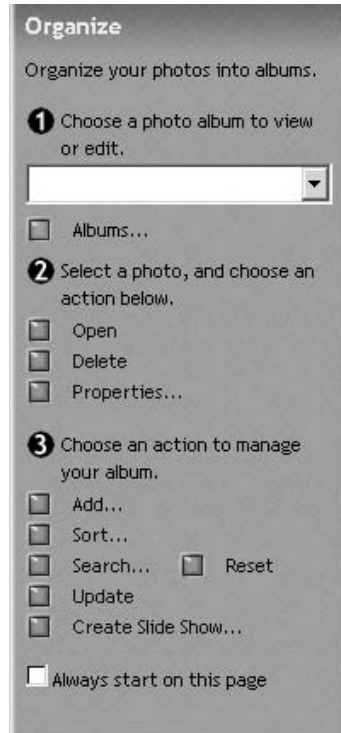 Organize
Organize your photos into albums.
1 Choose a photo album to view
or edit.
Albums...
2 Select a photo, and choose an
action below.
Open
Delete
Properties...
3 Choose an action to manage
your album.
Add...
Sort...
Search... Reset
Update
Create Slide Show...
Always start on this page